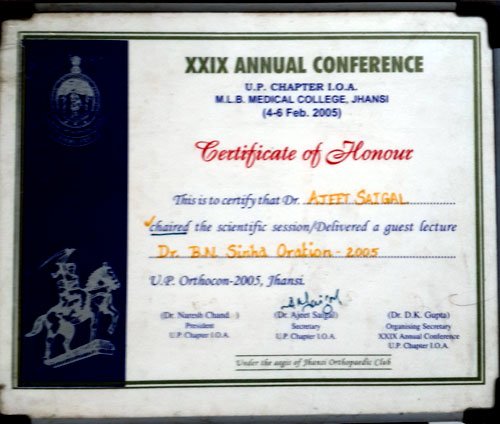 XXIX ANNUAL CONFERENCE
U.P. CHAPTER I.O.A.
M.L.B. MEDICAL COLLEGE, JHANSI
(4-6 Feb. 2005)
Certificate of Honour
This is to certify that Dr. AJEET SAIGAL
chaired the scientific session/Delivered a guest lecture
Dr. B.N. Sinha Oration - 2005
U.P. Orthocon-2005, Jhansi.
(Dr. Naresh Chand ) (Dr. Ajeet Saigal) (Dr. D.K. Gupta)
President Secretary Organising Secretary
U.P. Chapter I.O.A. U.P. Chapter I.O.A. XXIX Annual Conference
U.P. Chapter I.O.A.
Under the aegis of Jhansi Orthopaedic Club